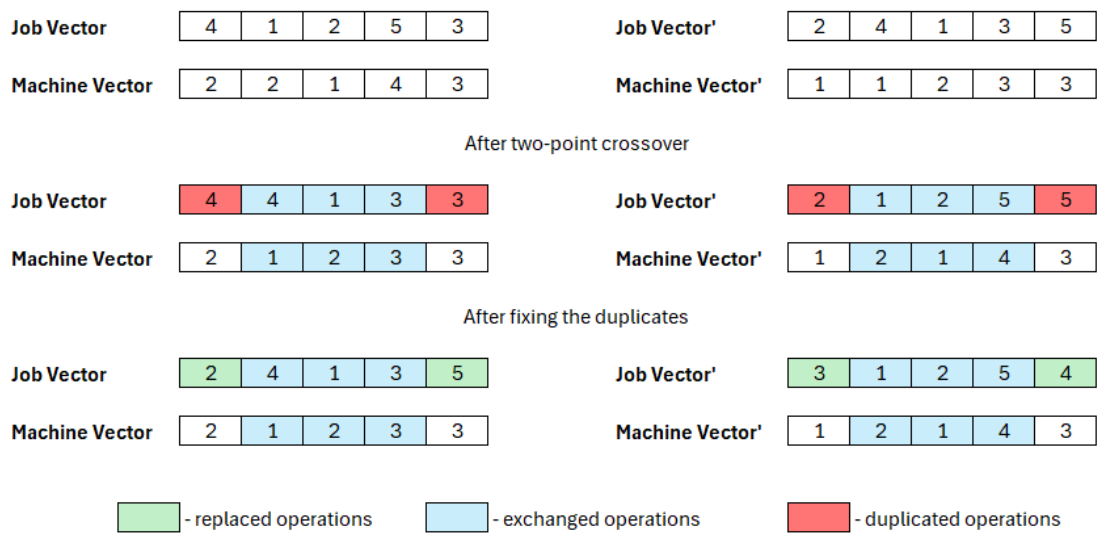 Job Vector 4 1 2 5 3 Job Vector' 2 4 1 3 5
Machine Vector 2 2 1 4 3 Machine Vector' 1 1 2 3 3
After two-point crossover
Job Vector 4 4 1 3 3 Job Vector' 2 1 2 5 5
Machine Vector 2 1 2 3 3 Machine Vector' 1 2 1 4 3
After fixing the duplicates
Job Vector 2 4 1 3 5 Job Vector' 3 1 2 5 4
Machine Vector 2 1 2 3 3 Machine Vector' 1 2 1 4 3
- replaced operations - exchanged operations - duplicated operations